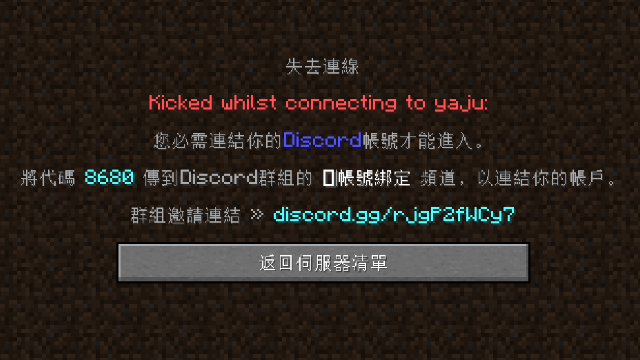 失去連線
Kicked whilst connecting to yaju:
您必需連結你的Discord帳號才能進入。
將代碼 8680 傳到Discord群組的 帳號綁定 頻道, 以連結你的帳戶。
群組邀請連結 » discord.gg/rjgP2fWCy7
返回伺服器清單